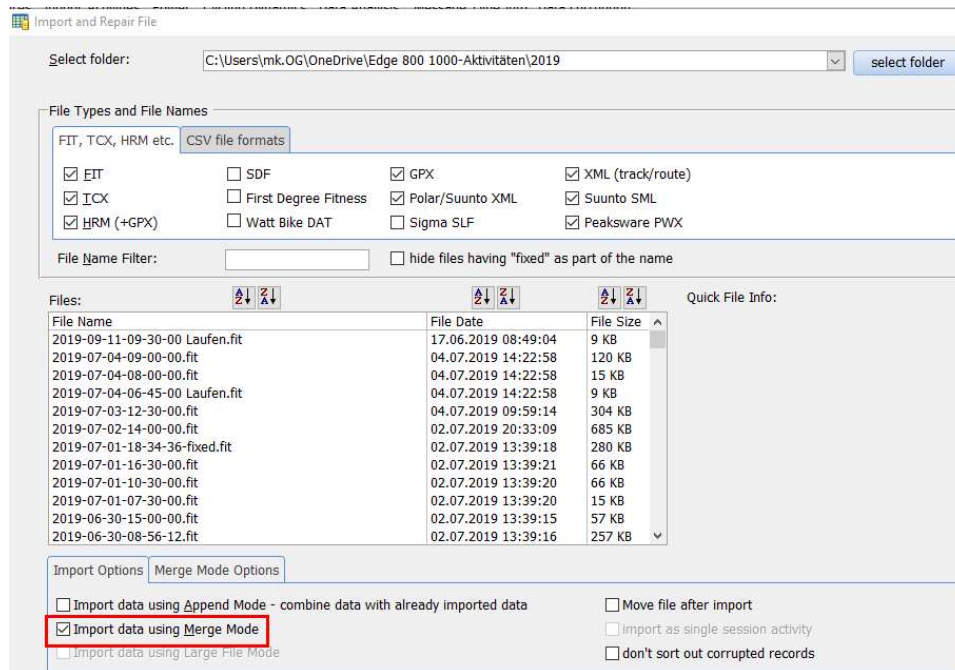 Import and Repair File
Select folder: C:\Users\mk.OG\OneDrive\Edge 800 1000-Aktivitäten\2019 select folder
File Types and File Names
FIT, TCX, HRM etc. CSV file formats
FIT SDF GPX XML (track/route)
TCX First Degree Fitness Polar/Suunto XML Suunto SML
HRM (+GPX) Watt Bike DAT Sigma SLF Peaksware PWX
File Name Filter: hide files having "fixed" as part of the name
Files: Quick File Info:
File Name File Date File Size
2019-09-11-09-30-00 Laufen.fit 17.06.2019 08:49:04 9 KB
2019-07-04-09-00-00.fit 04.07.2019 14:22:58 120 KB
2019-07-04-08-00-00.fit 04.07.2019 14:22:58 15 KB
2019-07-04-06-45-00 Laufen.fit 04.07.2019 14:22:58 9 KB
2019-07-03-12-30-00.fit 04.07.2019 09:59:14 304 KB
2019-07-02-14-00-00.fit 02.07.2019 20:33:09 685 KB
2019-07-01-18-34-36-fixed.fit 02.07.2019 13:39:18 280 KB
2019-07-01-16-30-00.fit 02.07.2019 13:39:21 66 KB
2019-07-01-10-30-00.fit 02.07.2019 13:39:20 66 KB
2019-07-01-07-30-00.fit 02.07.2019 13:39:20 15 KB
2019-06-30-15-00-00.fit 02.07.2019 13:39:15 57 KB
2019-06-30-08-56-12.fit 02.07.2019 13:39:16 257 KB
Import Options Merge Mode Options
Import data using Append Mode - combine data with already imported data Move file after import
Import data using Merge Mode import as single session activity
Import data using Large File Mode don't sort out corrupted records